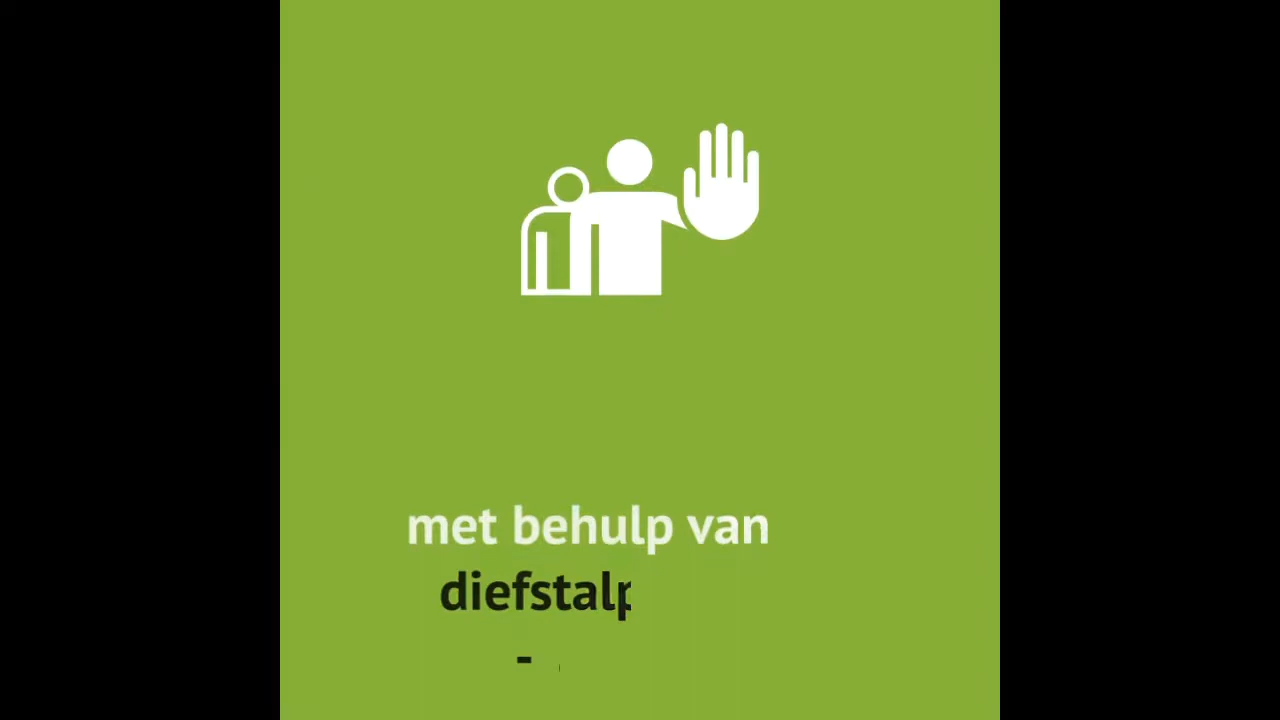 met behulp van
diefstalp
-